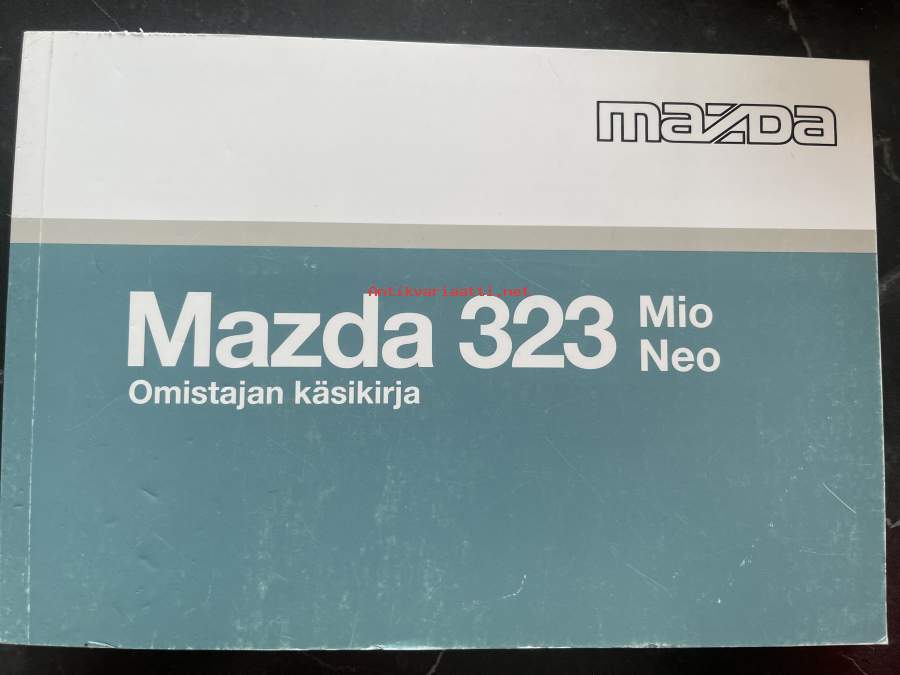 mazda
Antikvariaatti.net
Mazda 323 Mio
Neo
Omistajan käsikirja